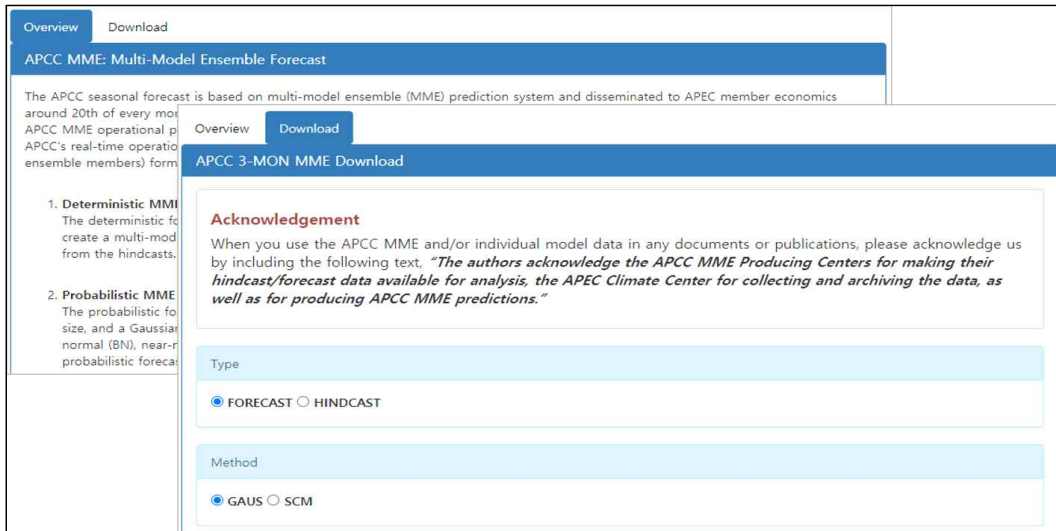 Overview Download
APCC MME: Multi-Model Ensemble Forecast
The APCC seasonal forecast is based on multi-model ensemble (MME) prediction system and disseminated to APEC member economics
around 20th of every mo
APCC MME operational p
APCC's real-time operatio
ensemble members) form
1. Deterministic MME
The deterministic fo
create a multi-mod
from the hindcasts.
2. Probabilistic MME
The probabilistic fo
size, and a Gaussian
normal (BN), near-n
probabilistic forecas
Overview Download
APCC 3-MON MME Download
Acknowledgement
When you use the APCC MME and/or individual model data in any documents or publications, please acknowledge us
by including the following text, "The authors acknowledge the APCC MME Producing Centers for making their
hindcast/forecast data available for analysis, the APEC Climate Center for collecting and archiving the data, as
well as for producing APCC MME predictions."
Type
FORECAST HINDCAST
Method
GAUS SCM